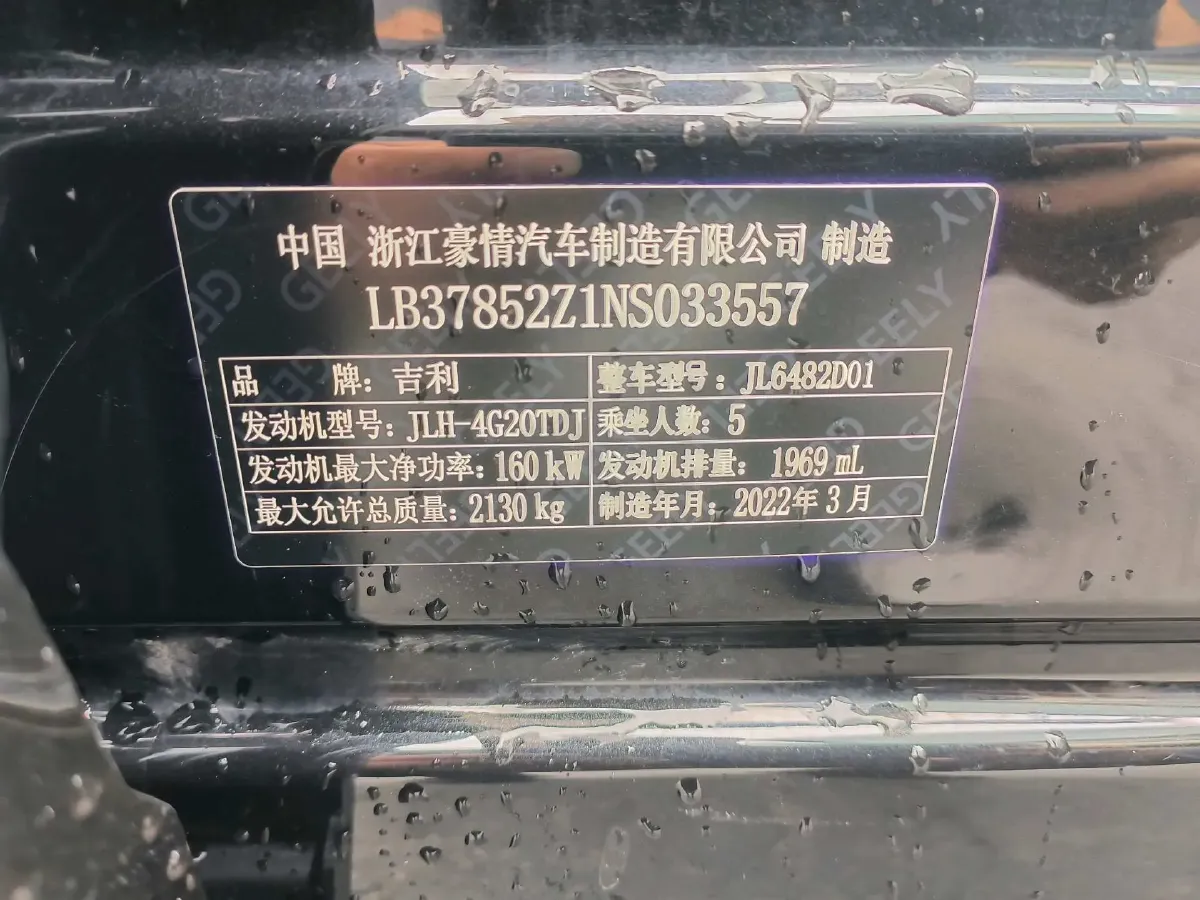 中国 浙江豪情汽车制造有限公司 制造
LB37852Z1NS033557
品 牌：吉利 整车型号：JL6482D01
发动机型号：JLH-4G20TDJ 乘坐人数：5
发动机最大净功率：160 kW 发动机排量：1969 mL
最大允许总质量：2130 kg 制造年月：2022年3月
GEELY